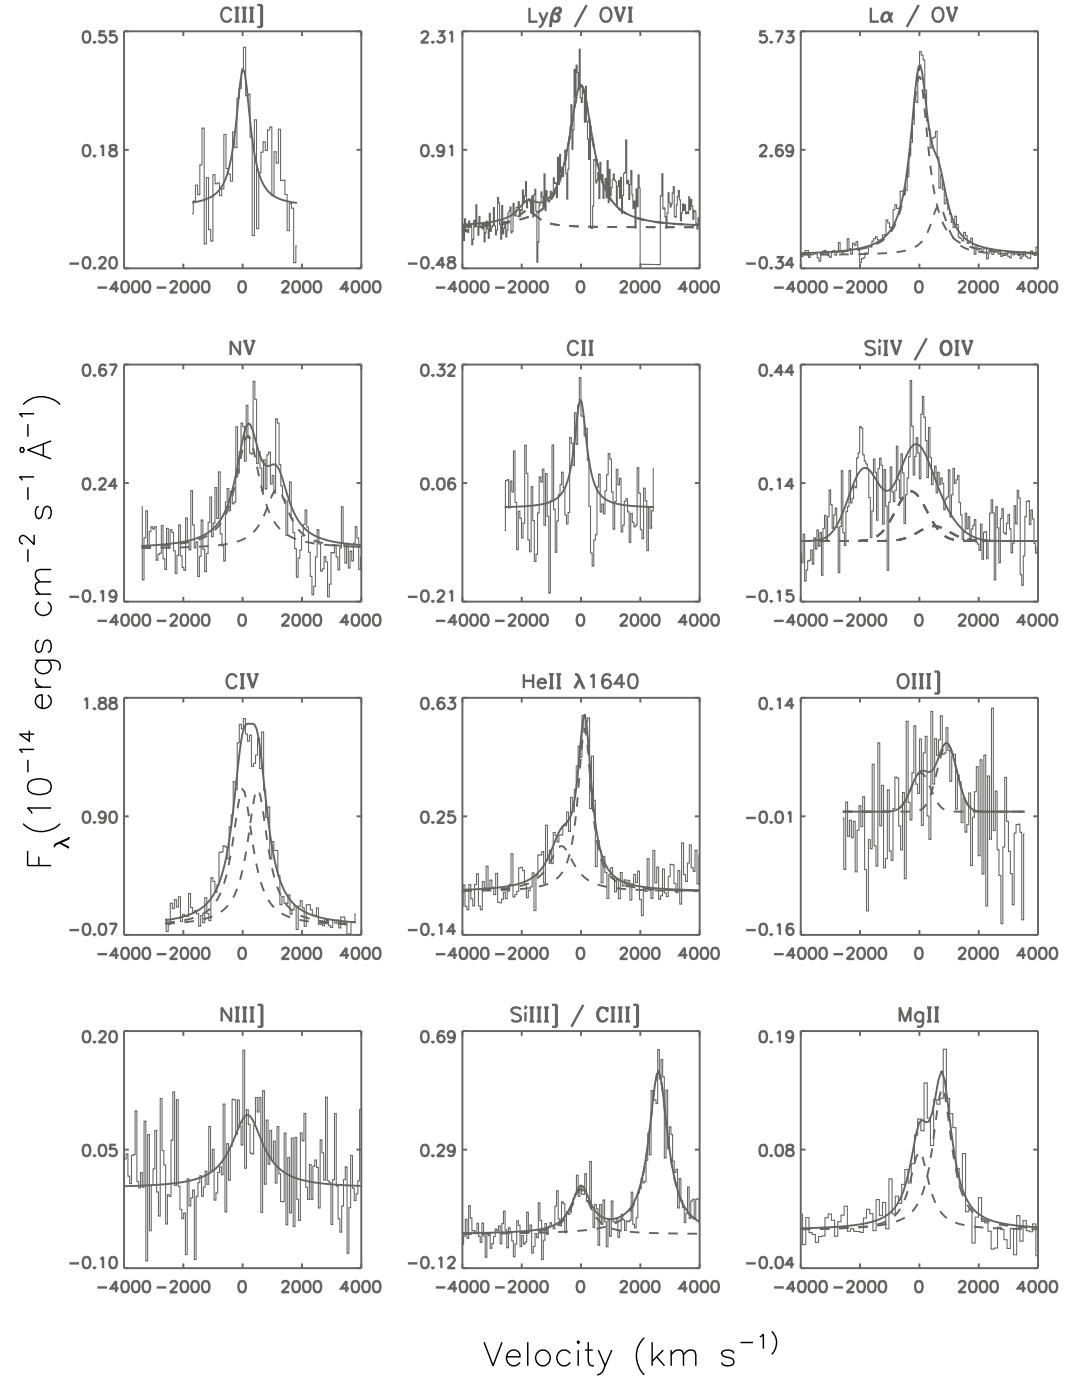 CIII] Lyβ / OVI Lα / OV
0.55 2.31 5.73
0.18 0.91 2.69
−0.20 −0.48 −0.34
−4000 −2000 0 2000 4000 −4000 −2000 0 2000 4000 −4000 −2000 0 2000 4000
NV CII SiIV / OIV
0.67 0.32 0.44
0.24 0.06 0.14
−0.19 −0.21 −0.15
−4000 −2000 0 2000 4000 −4000 −2000 0 2000 4000 −4000 −2000 0 2000 4000
F_λ(10⁻¹⁴ ergs cm⁻² s⁻¹ Å⁻¹)
CIV HeII λ1640 OIII]
1.88 0.63 0.14
0.90 0.25 −0.01
−0.07 −0.14 −0.16
−4000 −2000 0 2000 4000 −4000 −2000 0 2000 4000 −4000 −2000 0 2000 4000
NIII] SiIII] / CIII] MgII
0.20 0.69 0.19
0.05 0.29 0.08
−0.10 −0.12 −0.04
−4000 −2000 0 2000 4000 −4000 −2000 0 2000 4000 −4000 −2000 0 2000 4000
Velocity (km s⁻¹)